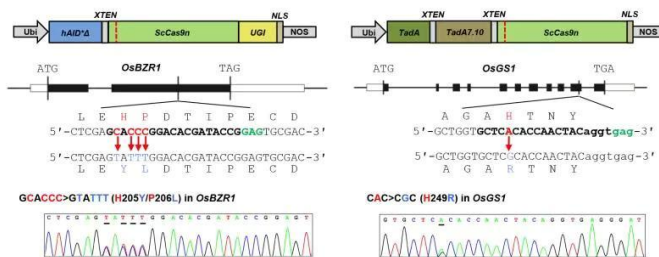 XTEN NLS
Ubi hAID*Δ ScCas9n UGI NOS
ATG OsBZR1 TAG
L E H P D T I P E C D
5'-CTCGAGCACCCGGACACGATACCGGAGTGCGAC-3'
5'-CTCGAGTATTTGGACACGATACCGGAGTGCGAC-3'
L E Y L D T I P E C D
GCACCC>GTATTT (H205Y/P206L) in OsBZR1
CTCGAGTATTTGGACACGATACCGGAGT
XTEN XTEN NLS
Ubi TadA TadA7.10 ScCas9n NOS
ATG OsGS1 TGA
A G A H T N Y
5'-GCTGGTGCTCACACCAACTACaggtgag-3'
5'-GCTGGTGCTCGCACCAACTACaggtgag-3'
A G A R T N Y
CAC>CGC (H249R) in OsGS1
GTGCTCACACCAACTACAGGTGAGGGAT